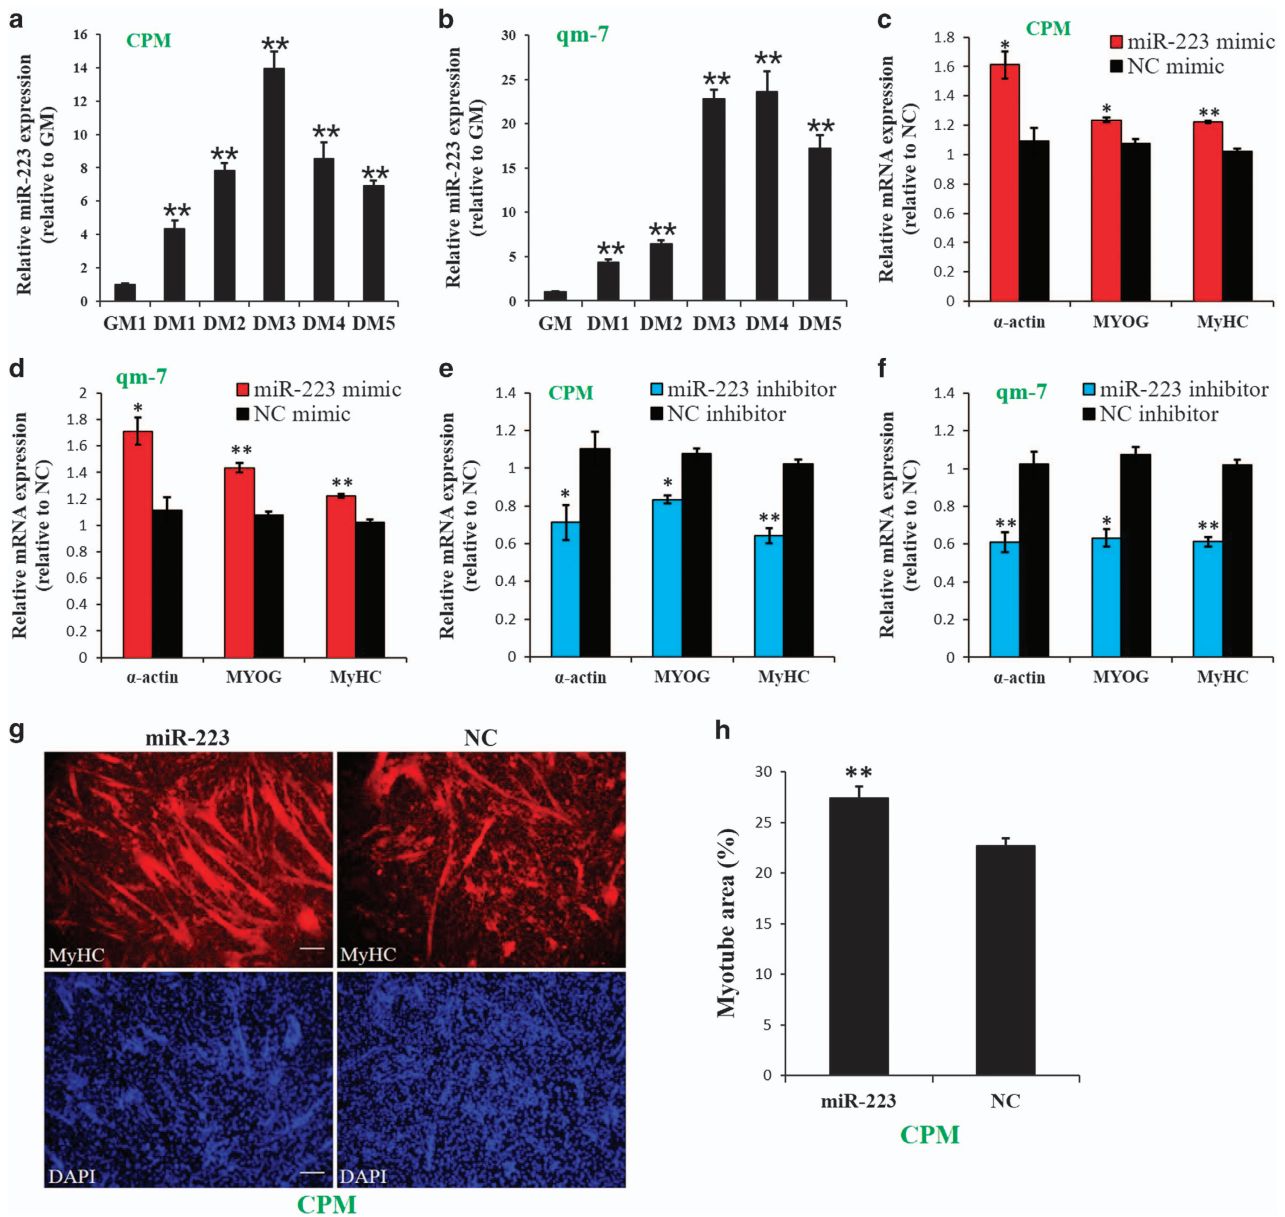 a
CPM
Relative miR-223 expression
(relative to GM)
16
14
12
10
8
6
4
2
0
**
**
**
**
**
GM1 DM1 DM2 DM3 DM4 DM5
b
qm-7
Relative miR-223 expression
(relative to GM)
30
25
20
15
10
5
0
**
**
**
**
**
GM DM1 DM2 DM3 DM4 DM5
c
CPM
miR-223 mimic
NC mimic
Relative mRNA expression
(relative to NC)
1.8
1.6
1.4
1.2
1
0.8
0.6
0.4
0.2
0
*
*
**
α-actin MYOG MyHC
d
qm-7
miR-223 mimic
NC mimic
Relative mRNA expression
(relative to NC)
2
1.8
1.6
1.4
1.2
1
0.8
0.6
0.4
0.2
0
*
**
**
α-actin MYOG MyHC
e
CPM
miR-223 inhibitor
NC inhibitor
Relative mRNA expression
(relative to NC)
1.4
1.2
1
0.8
0.6
0.4
0.2
0
*
*
**
α-actin MYOG MyHC
f
qm-7
miR-223 inhibitor
NC inhibitor
Relative mRNA expression
(relative to NC)
1.4
1.2
1
0.8
0.6
0.4
0.2
0
**
*
**
α-actin MYOG MyHC
g
miR-223 NC
MyHC MyHC
DAPI DAPI
CPM
h
Myotube area (%)
30
25
20
15
10
5
0
**
miR-223 NC
CPM